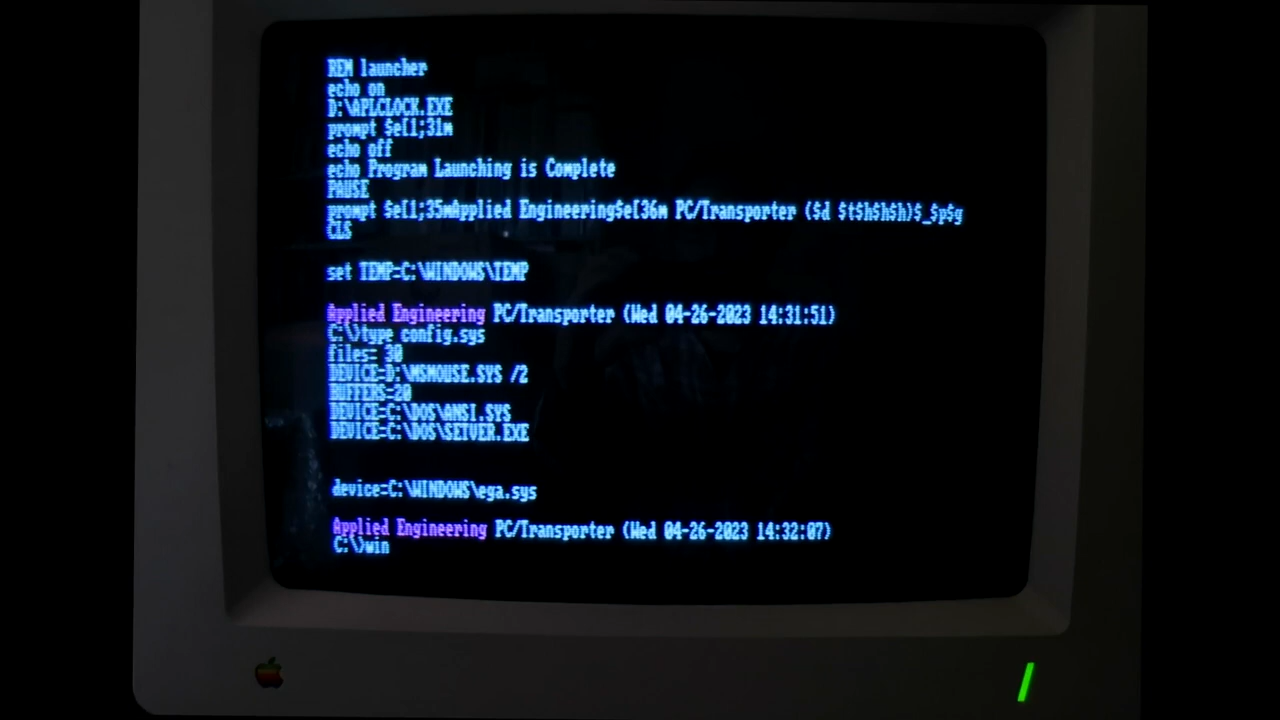 REM launcher
echo on
D:\APLCLOCK.EXE
prompt $e[1;31m
echo off
echo Program Launching is Complete
PAUSE
prompt $e[1;35mApplied Engineering$e[36m PC/Transporter ($d $t$h$h$h)$_$p$g
CLS
set TEMP=C:\WINDOWS\TEMP
Applied Engineering PC/Transporter (Wed 04-26-2023 14:31:51)
C:\>type config.sys
files= 30
DEVICE=D:\MSMOUSE.SYS /2
BUFFERS=20
DEVICE=C:\DOS\ANSI.SYS
DEVICE=C:\DOS\SETVER.EXE
device=C:\WINDOWS\ega.sys
Applied Engineering PC/Transporter (Wed 04-26-2023 14:32:07)
C:\>win